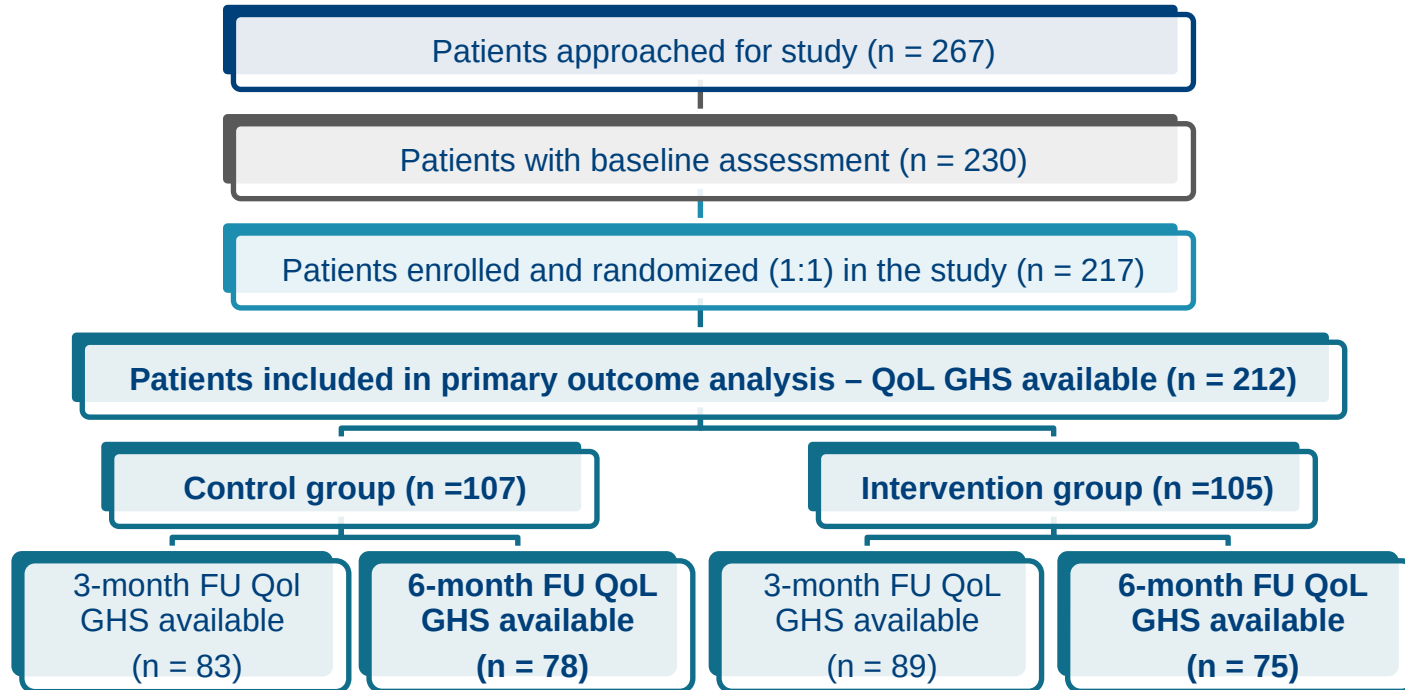 Patients approached for study (n = 267)
Patients with baseline assessment (n = 230)
Patients enrolled and randomized (1:1) in the study (n = 217)
Patients included in primary outcome analysis – QoL GHS available (n = 212)
Control group (n =107)
Intervention group (n =105)
3-month FU Qol
GHS available
(n = 83)
6-month FU QoL
GHS available
(n = 78)
3-month FU QoL
GHS available
(n = 89)
6-month FU QoL
GHS available
(n = 75)